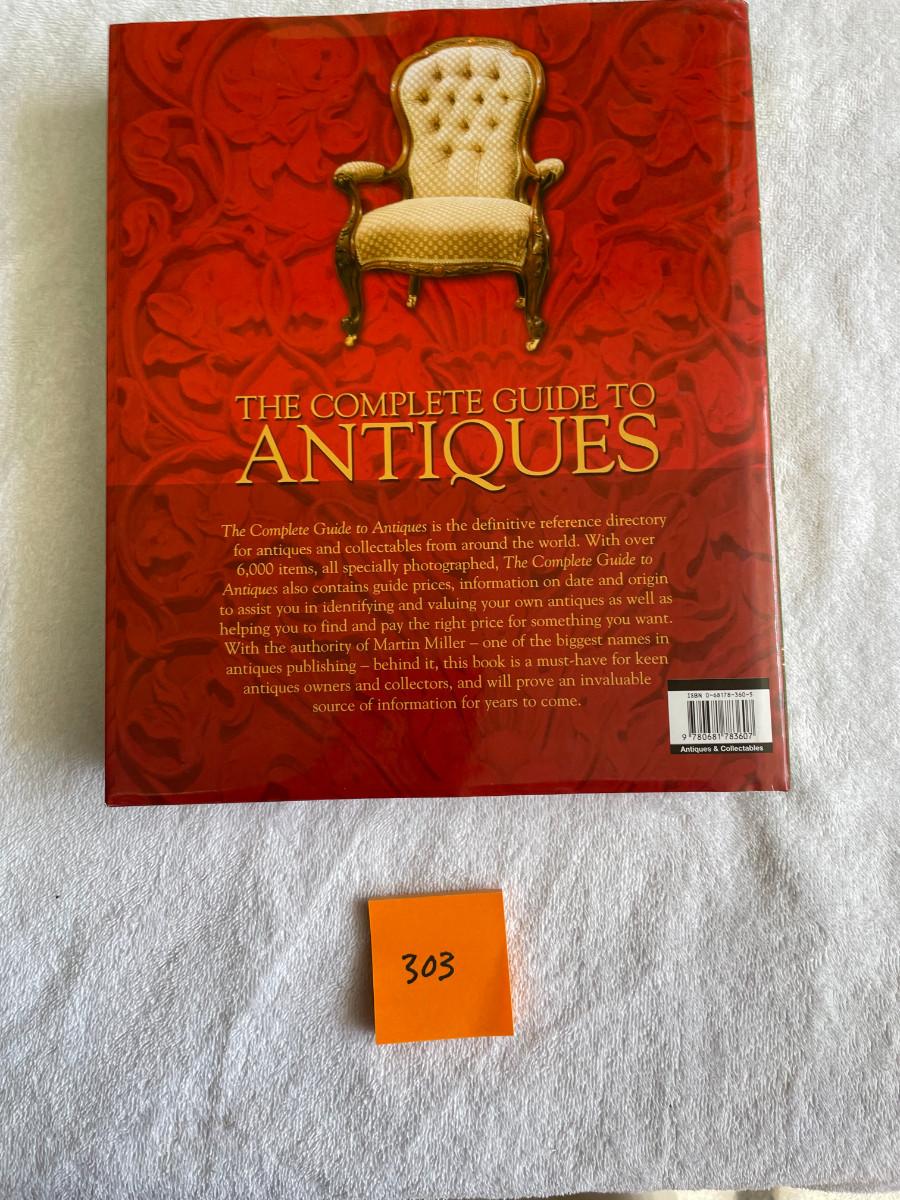 THE COMPLETE GUIDE TO
ANTIQUES
The Complete Guide to Antiques is the definitive reference directory
for antiques and collectables from around the world. With over
6,000 items, all specially photographed, The Complete Guide to
Antiques also contains guide prices, information on date and origin
to assist you in identifying and valuing your own antiques as well as
helping you to find and pay the right price for something you want.
With the authority of Martin Miller – one of the biggest names in
antiques publishing – behind it, this book is a must-have for keen
antiques owners and collectors, and will prove an invaluable
source of information for years to come.
ISBN 0-68178-360-5
9 780681 783607
Antiques & Collectables
303